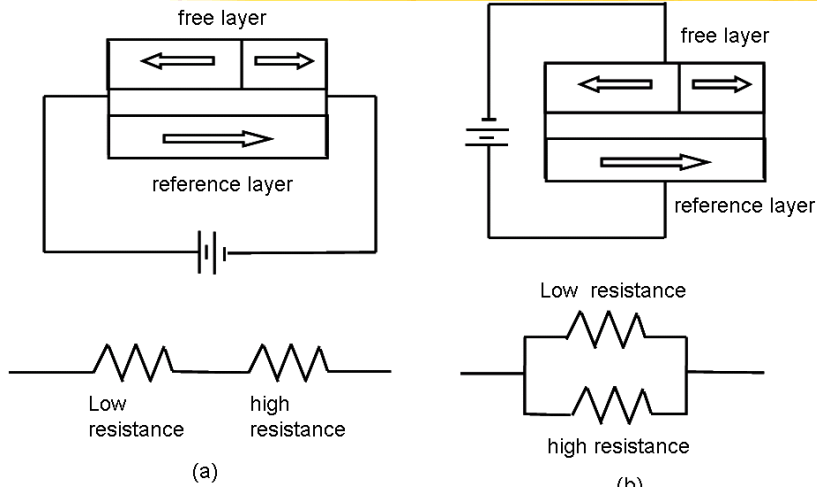 free layer
reference layer
Low
resistance
high
resistance
(a)
free layer
reference layer
Low resistance
high resistance
(b)